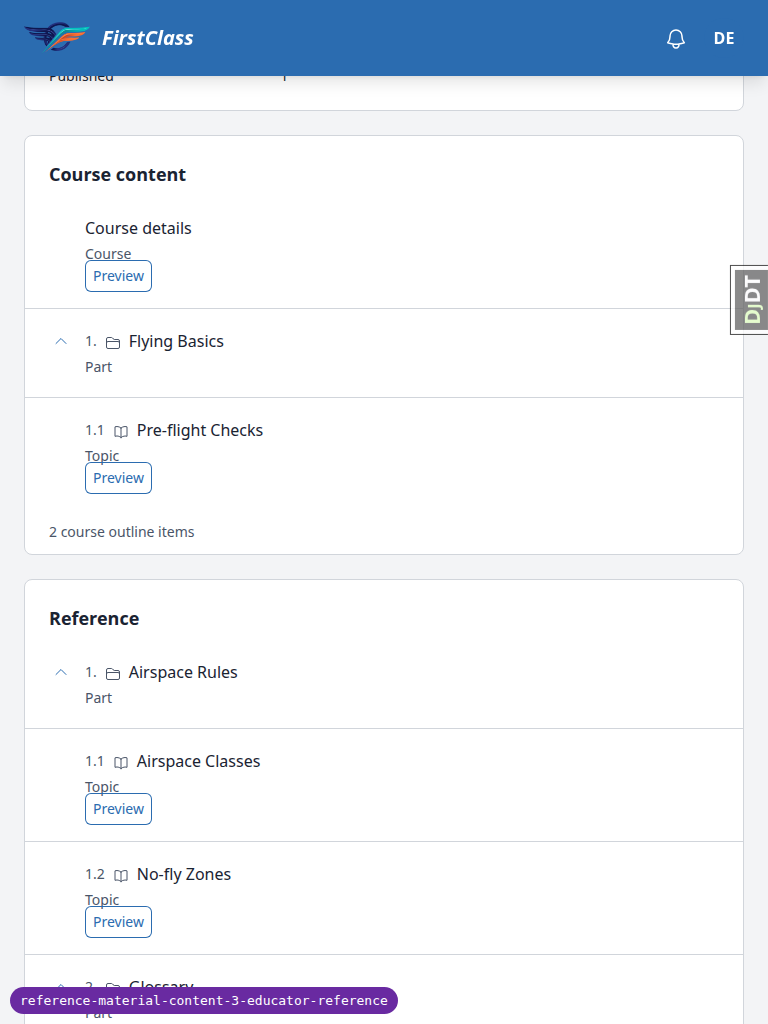 FirstClass
DE
Published 1
Course content
Course details
Course
Preview
1. Flying Basics
Part
1.1 Pre-flight Checks
Topic
Preview
2 course outline items
Reference
1. Airspace Rules
Part
1.1 Airspace Classes
Topic
Preview
1.2 No-fly Zones
Topic
Preview
2. Glossary
Part
reference-material-content-3-educator-reference
DjDT